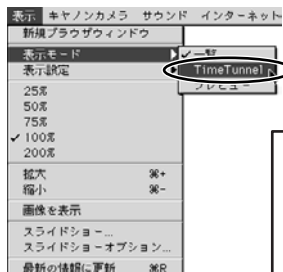 表示 キヤノンカメラ サウンド インターネット
新規ブラウザウィンドウ
表示モード
✓一覧
表示設定
TimeTunnel
プレビュー
25%
50%
75%
✓ 100%
200%
拡大 ⌘+
縮小 ⌘-
画像を表示
スライドショー...
スライドショーオプション...
最新の情報に更新 ⌘R